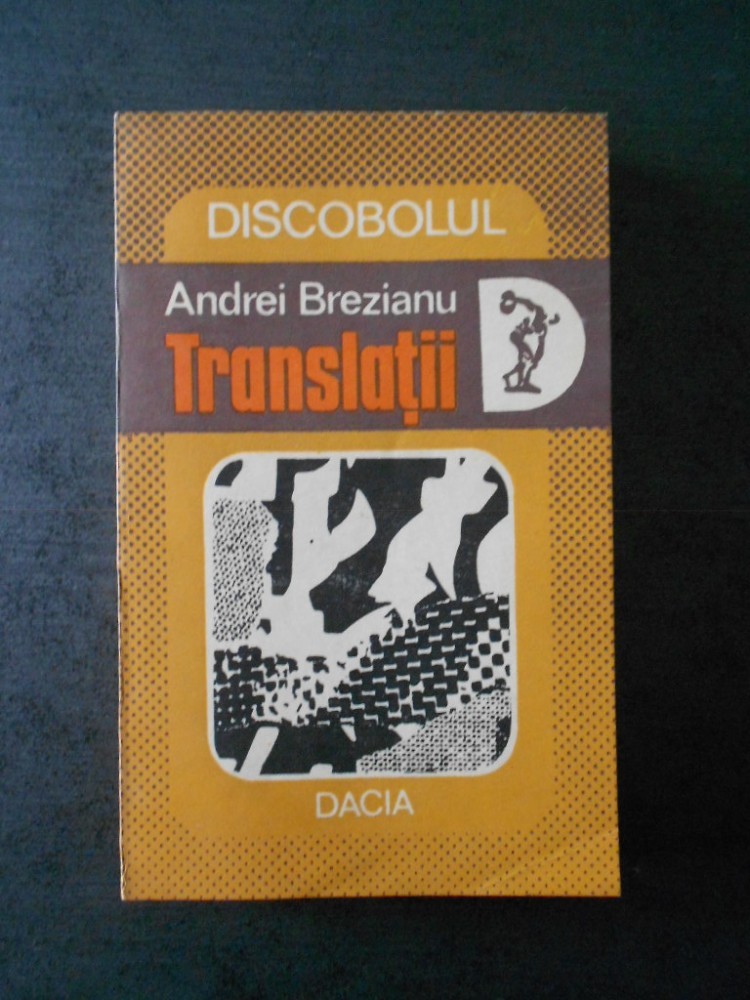 DISCOBOLUL
Andrei Brezianu
Translații
D
DACIA